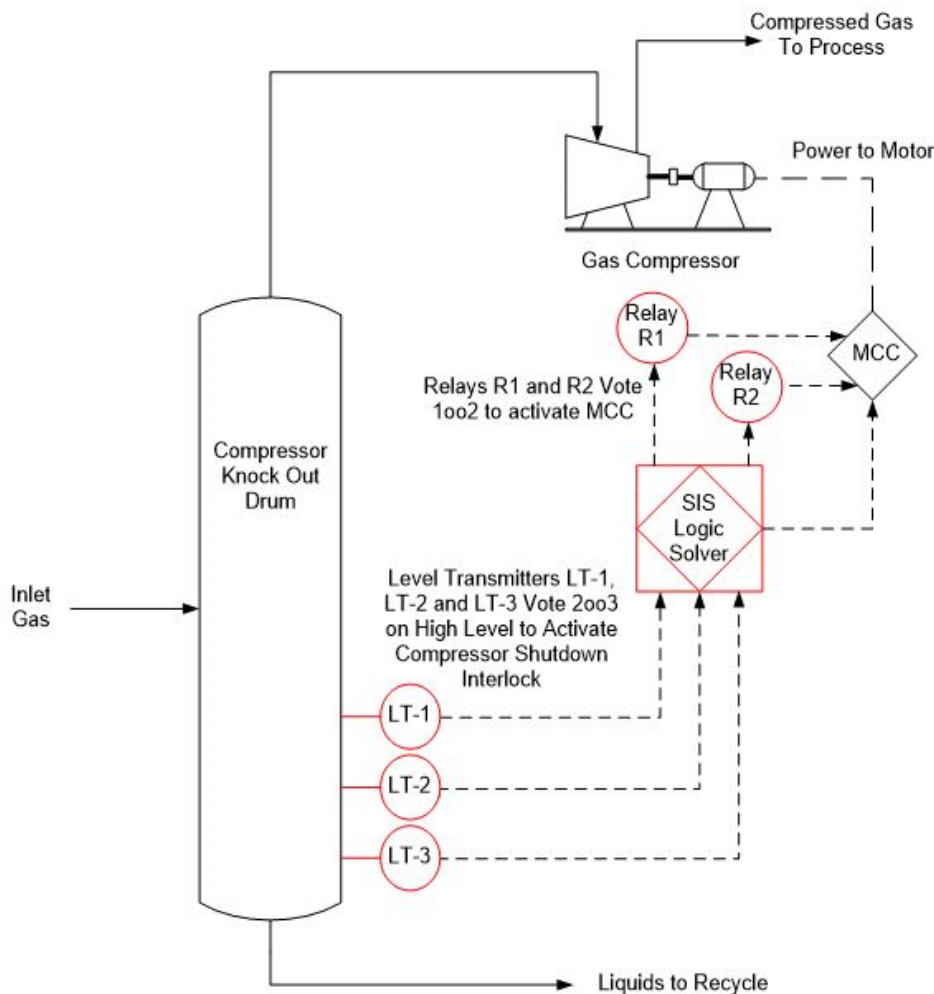 Compressed Gas
To Process
Power to Motor
Gas Compressor
Relay
R1
MCC
Relay
R2
Relays R1 and R2 Vote
1oo2 to activate MCC
Compressor
Knock Out
Drum
SIS
Logic
Solver
Inlet
Gas
Level Transmitters LT-1,
LT-2 and LT-3 Vote 2oo3
on High Level to Activate
Compressor Shutdown
Interlock
LT-1
LT-2
LT-3
Liquids to Recycle